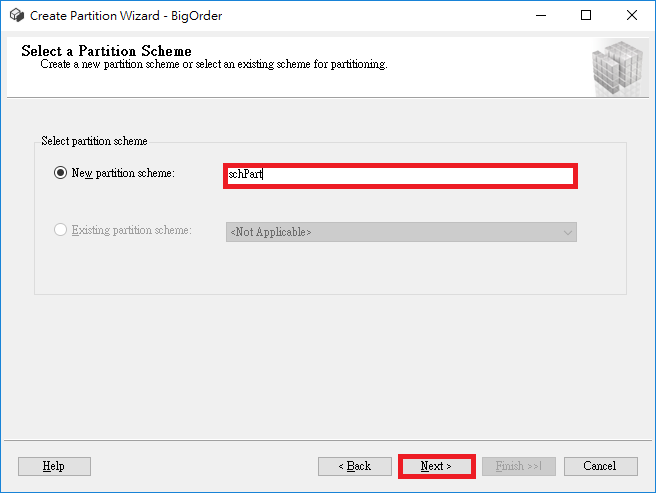 Create Partition Wizard - BigOrder
Select a Partition Scheme
Create a new partition scheme or select an existing scheme for partitioning.
Select partition scheme
New partition scheme:
schPart
Existing partition scheme:
<Not Applicable>
Help
< Back
Next >
Finish >>|
Cancel